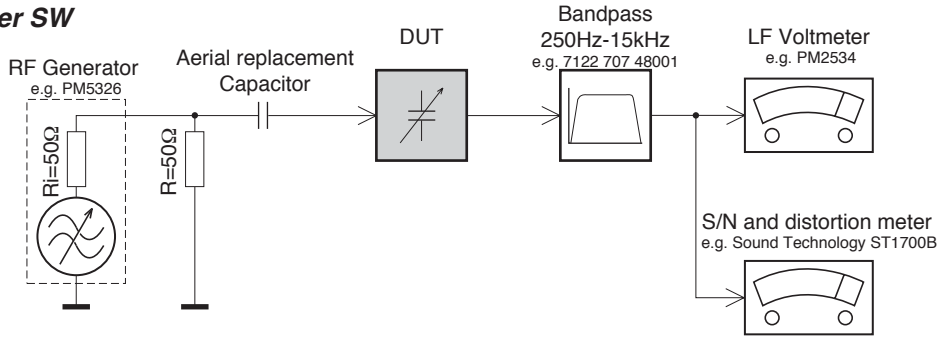 SW
RF Generator
e.g. PM5326
Ri=50Ω
R=50Ω
Aerial replacement
Capacitor
DUT
Bandpass
250Hz-15kHz
e.g. 7122 707 48001
LF Voltmeter
e.g. PM2534
S/N and distortion meter
e.g. Sound Technology ST1700B